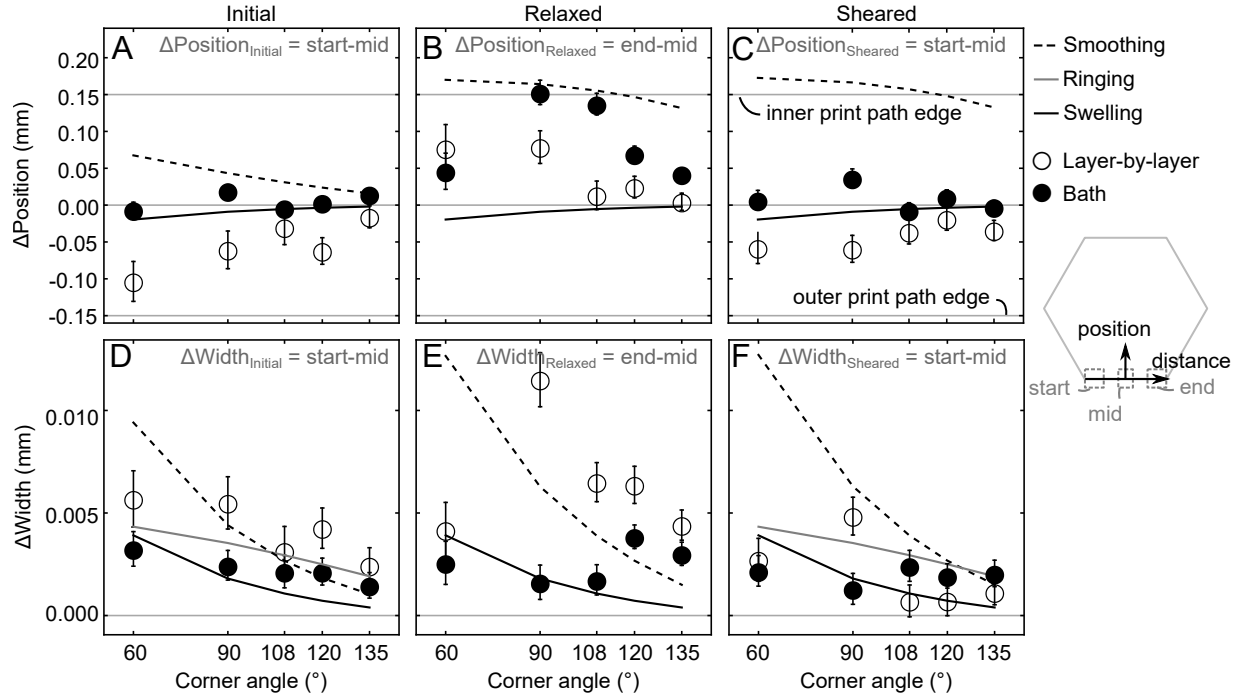 Initial
Relaxed
Sheared
A
ΔPosition_Initial = start-mid
B
ΔPosition_Relaxed = end-mid
C
ΔPosition_Sheared = start-mid
ΔPosition (mm)
0.20
0.15
0.10
0.05
0.00
-0.05
-0.10
-0.15
inner print path edge
outer print path edge
Smoothing
Ringing
Swelling
Layer-by-layer
Bath
position
distance
start
mid
end
D
ΔWidth_Initial = start-mid
E
ΔWidth_Relaxed = end-mid
F
ΔWidth_Sheared = start-mid
ΔWidth (mm)
0.010
0.005
0.000
60 90 108 120 135
60 90 108 120 135
60 90 108 120 135
Corner angle (°)
Corner angle (°)
Corner angle (°)